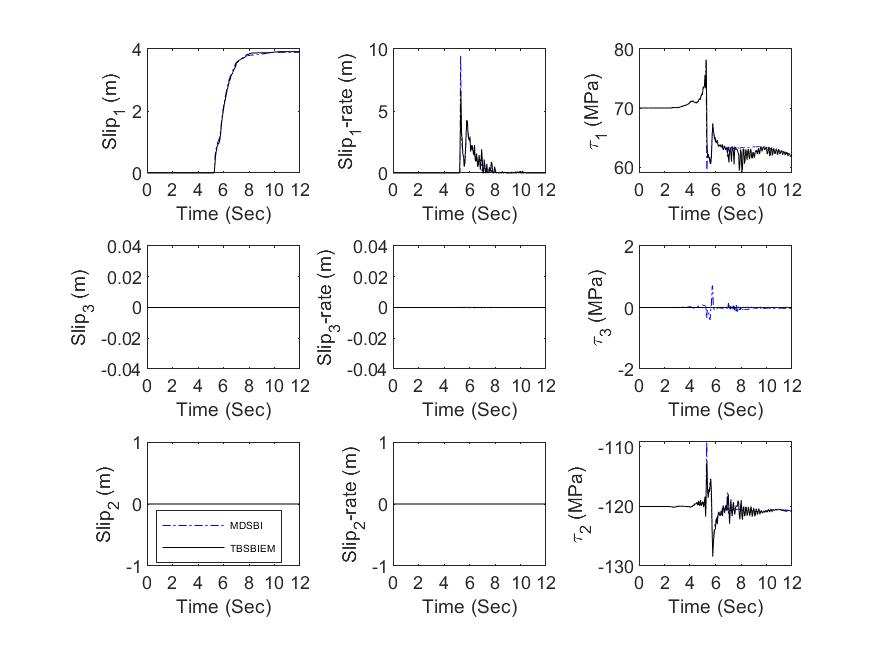 4
2
0
Slip1 (m)
0 2 4 6 8 10 12
Time (Sec)
10
5
0
Slip1-rate (m)
0 2 4 6 8 10 12
Time (Sec)
80
70
60
τ1 (MPa)
0 2 4 6 8 10 12
Time (Sec)
0.04
0.02
0
-0.02
-0.04
Slip3 (m)
0 2 4 6 8 10 12
Time (Sec)
0.04
0.02
0
-0.02
-0.04
Slip3-rate (m)
0 2 4 6 8 10 12
Time (Sec)
2
0
-2
τ3 (MPa)
0 2 4 6 8 10 12
Time (Sec)
1
0
-1
Slip2 (m)
MDSBI
TBSBIEM
0 2 4 6 8 10 12
Time (Sec)
1
0
-1
Slip2-rate (m)
0 2 4 6 8 10 12
Time (Sec)
-110
-120
-130
τ2 (MPa)
0 2 4 6 8 10 12
Time (Sec)